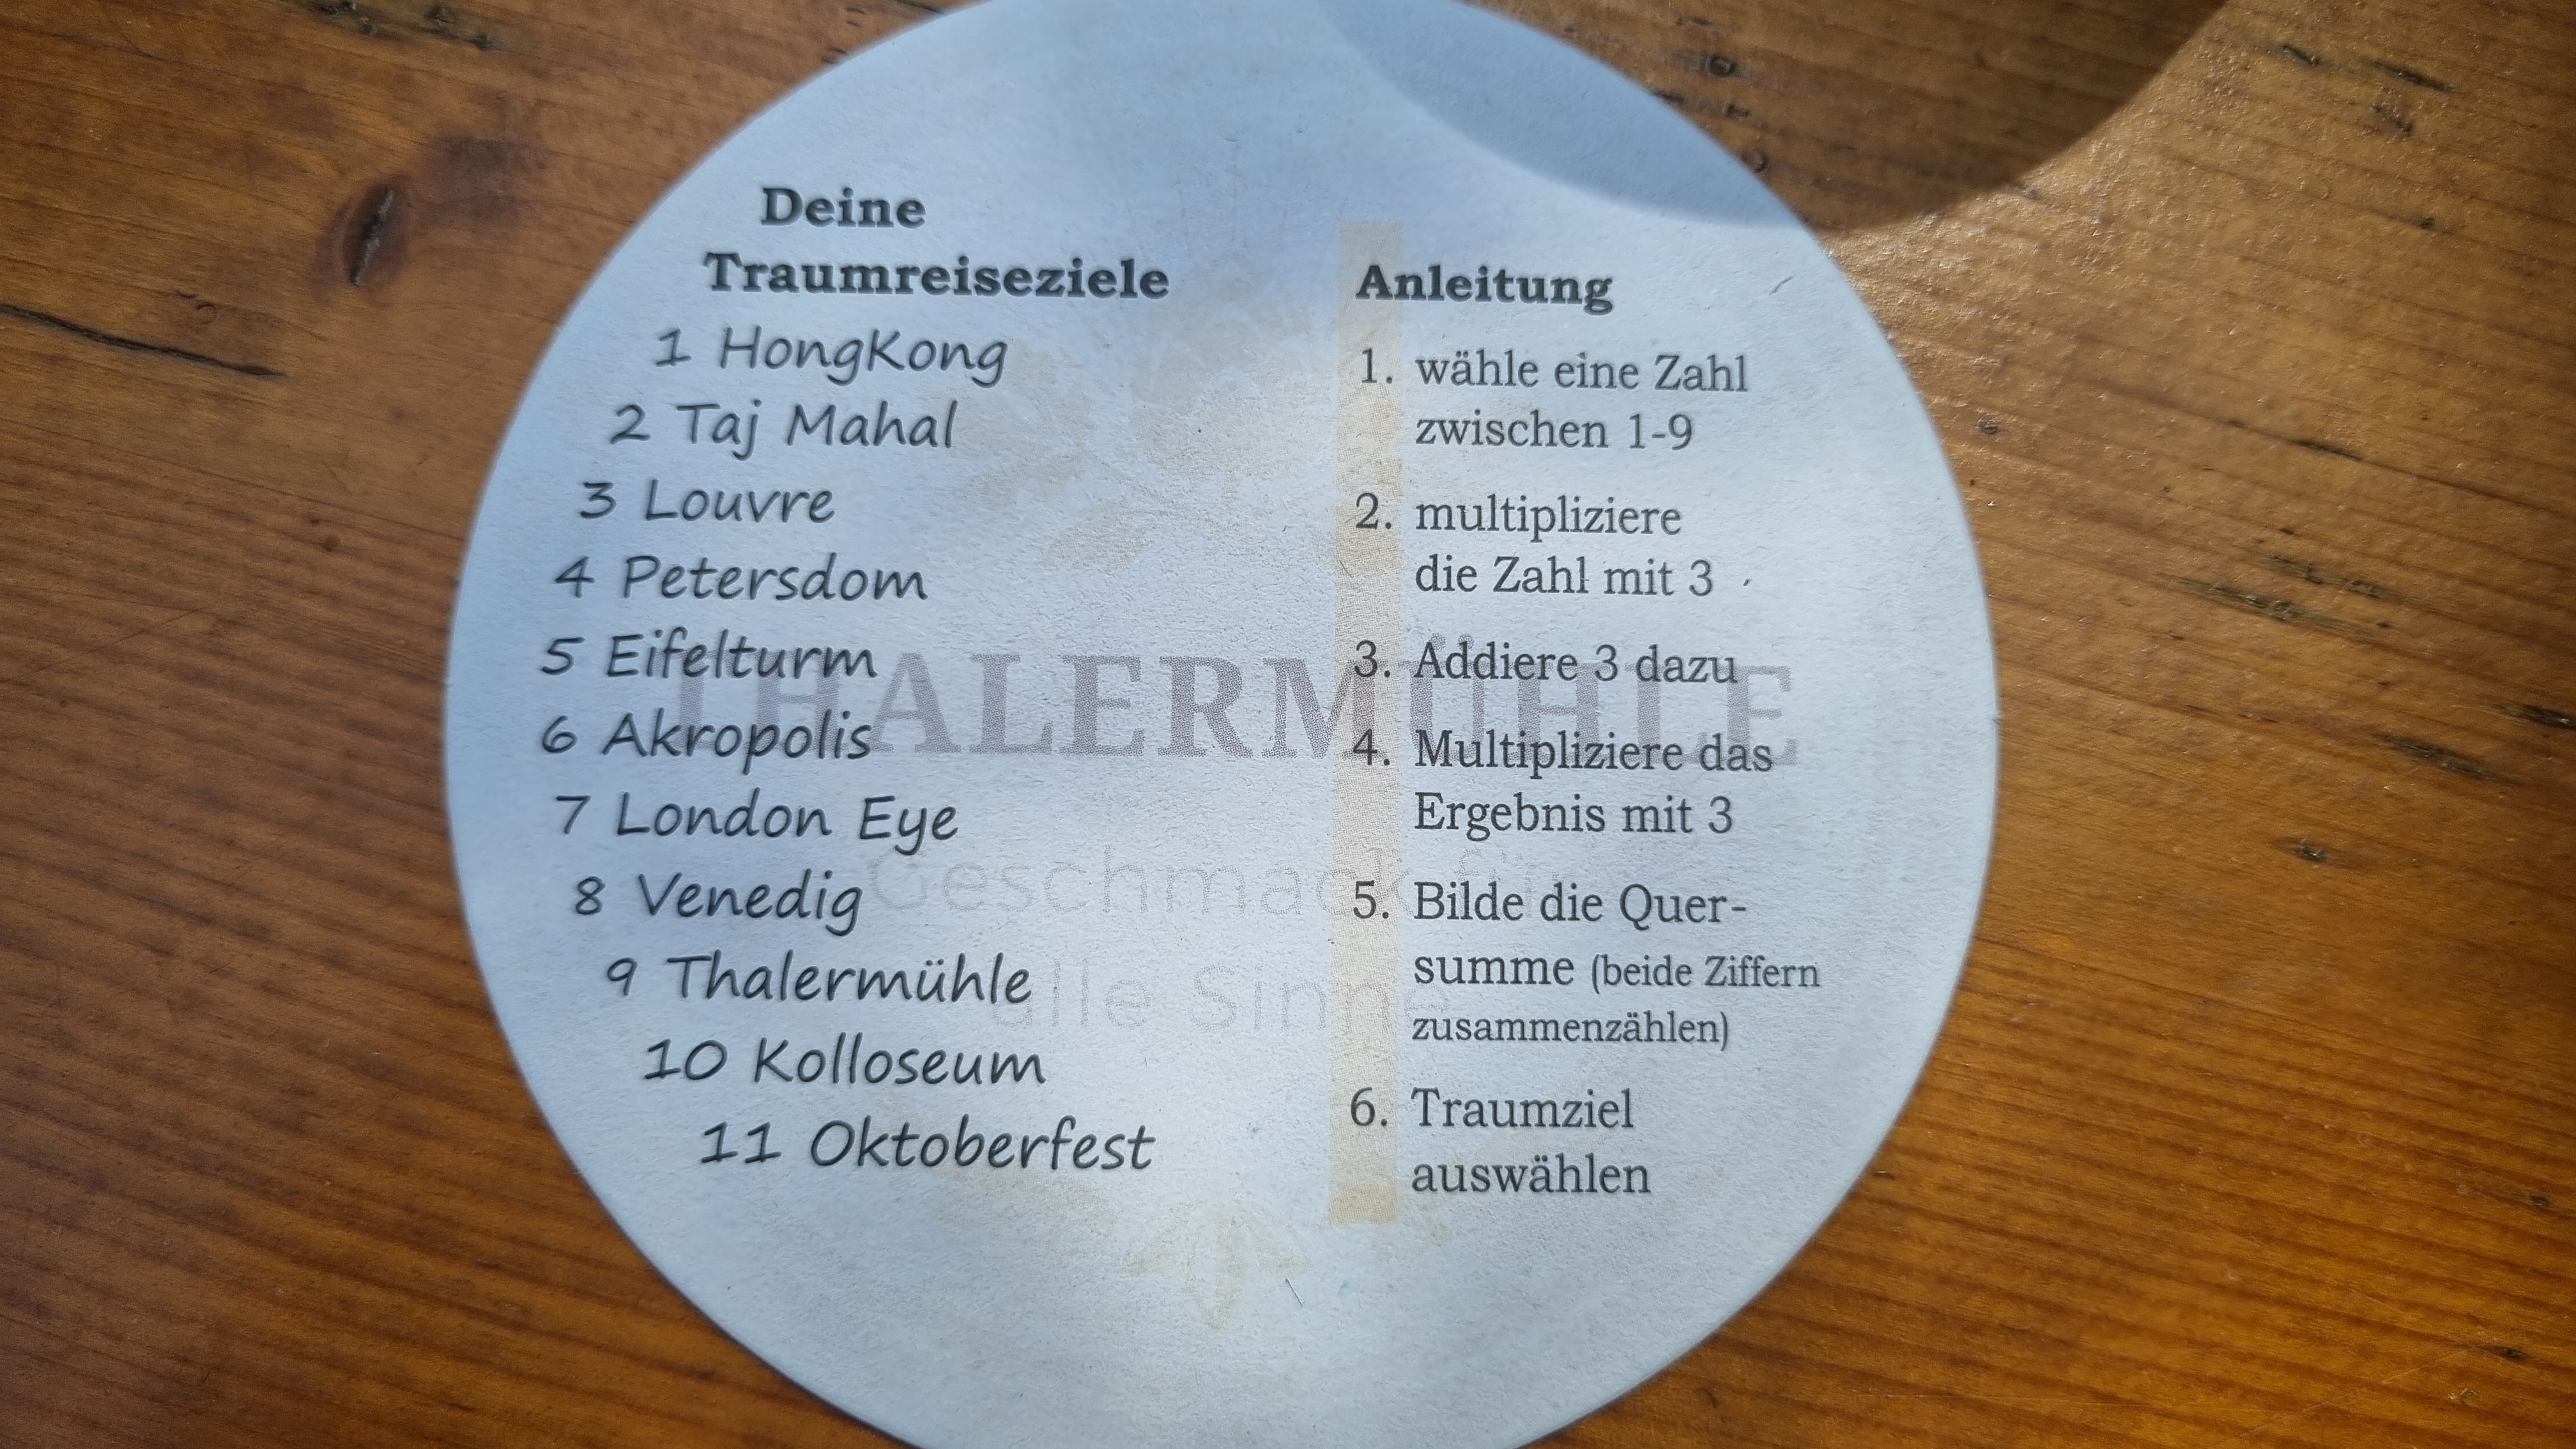 Deine
Traumreiseziele
1 HongKong
2 Taj Mahal
3 Louvre
4 Petersdom
5 Eifelturm
6 Akropolis
7 London Eye
8 Venedig
9 Thalermühle
10 Kolloseum
11 Oktoberfest
Anleitung
1. wähle eine Zahl
zwischen 1-9
2. multipliziere
die Zahl mit 3
3. Addiere 3 dazu
4. Multipliziere das
Ergebnis mit 3
5. Bilde die Quer-
summe (beide Ziffern
zusammenzählen)
6. Traumziel
auswählen
THALERMÜHLE
Geschmack für
alle Sinne